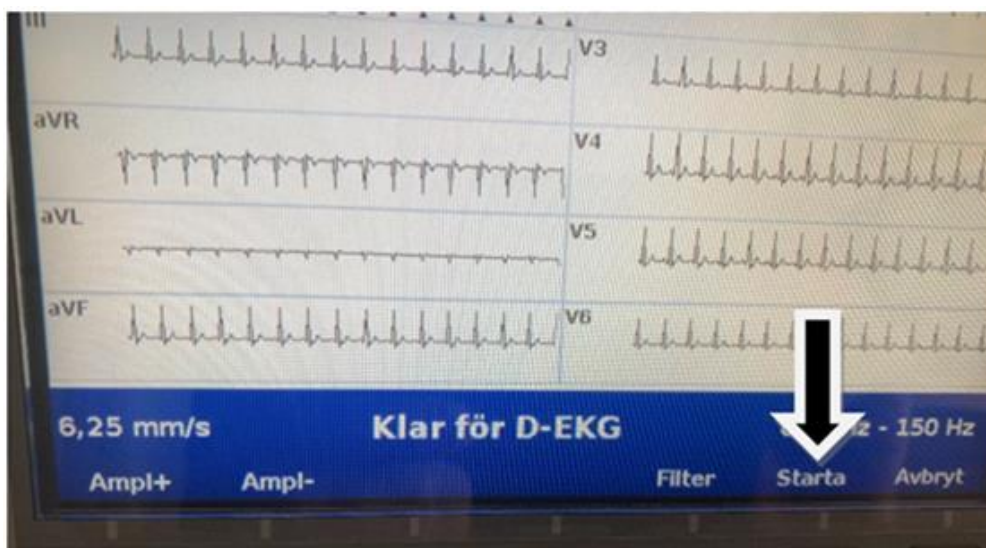 III
V3
aVR
V4
aVL
V5
aVF
V6
6,25 mm/s Klar för D-EKG - 150 Hz
Ampl+ Ampl- Filter Starta Avbryt